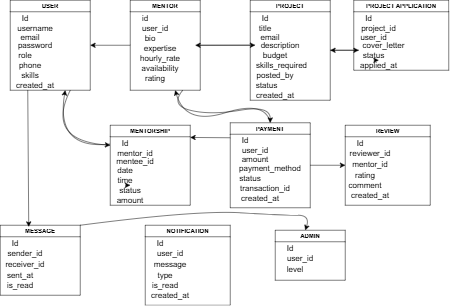 USER
Id
username
email
password
role
phone
skills
created_at
MENTOR
id
user_id
bio
expertise
hourly_rate
availability
rating
PROJECT
Id
title
email
description
budget
skills_required
posted_by
status
created_at
PROJECT APPLICATION
Id
project_id
user_id
cover_letter
status
applied_at
MENTORSHIP
Id
mentor_id
mentee_id
date
time
status
amount
PAYMENT
Id
user_id
amount
payment_method
status
transaction_id
created_at
REVIEW
Id
reviewer_id
mentor_id
rating
comment
created_at
MESSAGE
Id
sender_id
receiver_id
sent_at
is_read
NOTIFICATION
Id
user_id
message
type
is_read
created_at
ADMIN
Id
user_id
level